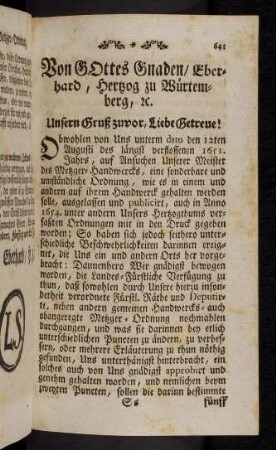 641
Von GOttes Gnaden/ Eber-
hard, Hertzog zu Würtem-
berg, ꝛc.
Unsern Gruß zuvor, Liebe Getreue!
Obwohlen von Uns unterm dato den 12ten
Augusti des längst verflossenen 1651.
Jahrs, auf Ansuchen Unserer Meister
des Metzger-Handwercks, eine sonderbare und
umständliche Ordnung, wie es in einem und
andern auf ihrem Handwerck gehalten werden
solle, ausgelassen und publicirt, auch in Anno
1654. unter andern Unsers Hertzogthums ver-
faßten Ordnungen mit in den Druck gegeben
worden; So haben sich jedoch seithero unter-
schiedliche Beschwehrlichkeiten darinnen ereig-
net, die Uns ein und andern Orts her vorge-
bracht: Dannenhero Wir gnädigst bewogen
worden, die Landes-Fürstliche Verfügung zu
thun, daß sowohlen durch Unsere hierzu inson-
derheit verordnete Fürstl. Räthe und Deputir-
te, neben andern gemeinen Handwercks- auch
obangeregte Metzger-Ordnung nochmahlen
durchgangen, und was sie darinnen bey etlich
unterschiedlichen Puncten zu ändern, zu verbes-
sern, oder mehrere Erläuterung zu thun nöthig
gefunden, Uns unterthänigst hinterbracht, ein
solches auch von Uns gnädigst approbirt und
genehm gehalten worden, und nemlichen beym
zweyten Puncten, sollen die darinn bestimmte
Ss
fünff
Eberhard
LS